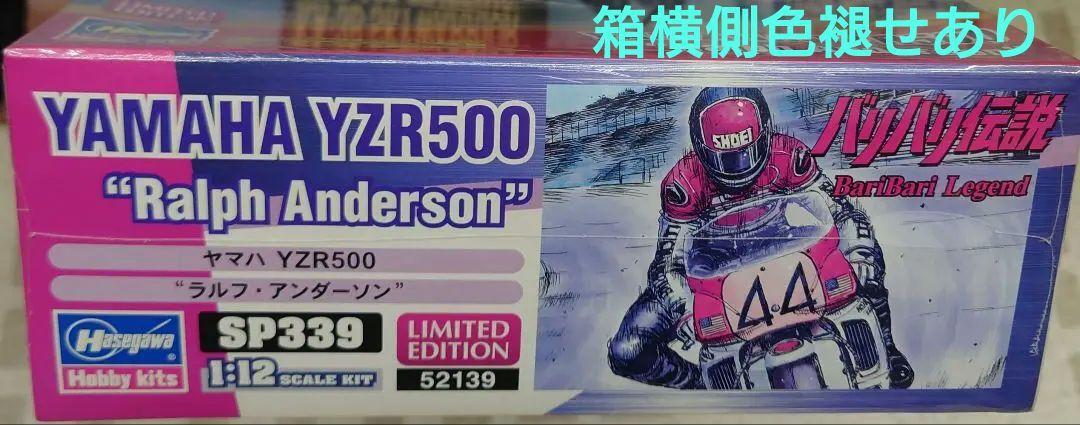 箱横側色褪せあり
YAMAHA YZR500
“Ralph Anderson”
ヤマハ YZR500
“ラルフ・アンダーソン”
Hasegawa
Hobby kits
SP339
1:12 SCALE KIT
LIMITED
EDITION
52139
バリバリ伝説
BariBari Legend
SHOEI
44